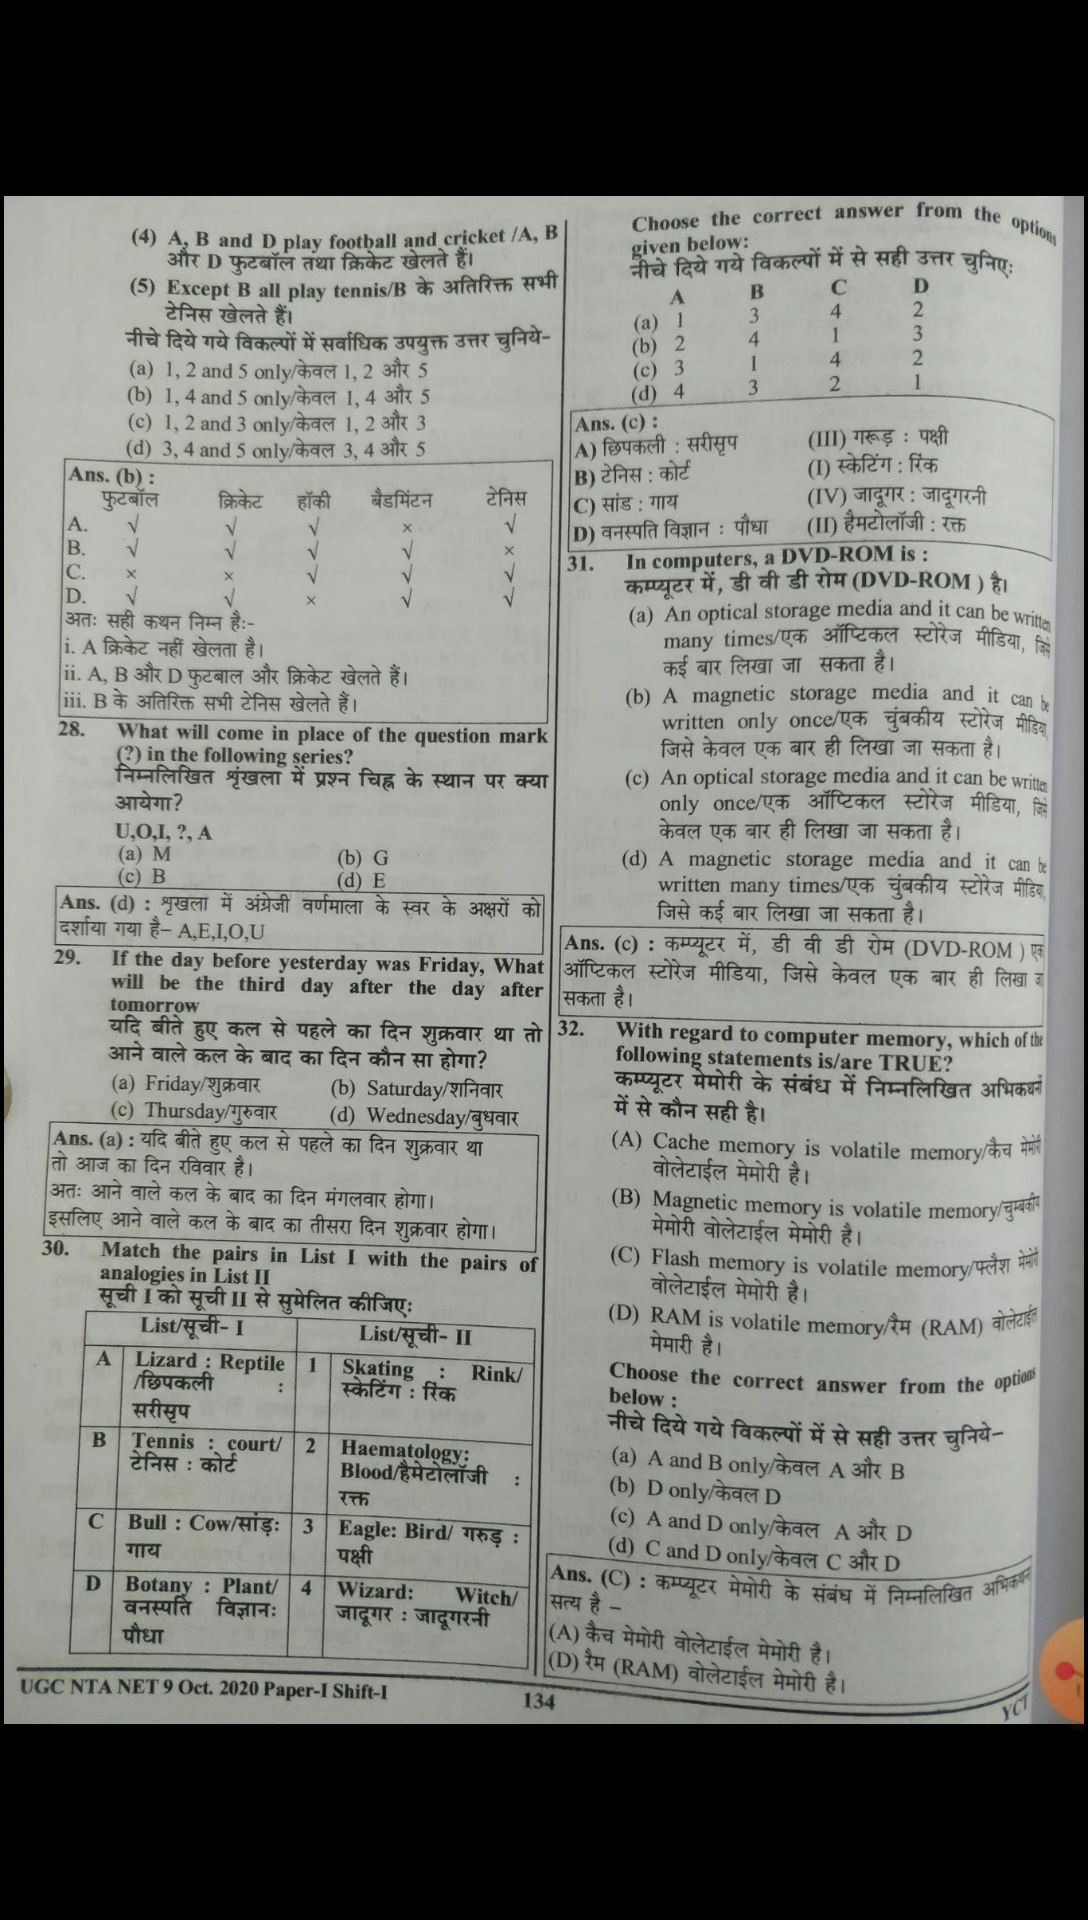 (4) A, B and D play football and cricket /A, B
और D फुटबॉल तथा क्रिकेट खेलते हैं।
(5) Except B all play tennis/B के अतिरिक्त सभी
टेनिस खेलते हैं।
नीचे दिये गये विकल्पों में सर्वाधिक उपयुक्त उत्तर चुनिये-
(a) 1, 2 and 5 only/केवल 1, 2 और 5
(b) 1, 4 and 5 only/केवल 1, 4 और 5
(c) 1, 2 and 3 only/केवल 1, 2 और 3
(d) 3, 4 and 5 only/केवल 3, 4 और 5
Ans. (b) :
फुटबॉल क्रिकेट हॉकी बैडमिंटन टेनिस
A. √ √ √ × √
B. √ √ √ √ ×
C. × × √ √ √
D. √ √ × √ √
अतः सही कथन निम्न हैः-
i. A क्रिकेट नहीं खेलता है।
ii. A, B और D फुटबाल और क्रिकेट खेलते हैं।
iii. B के अतिरिक्त सभी टेनिस खेलते हैं।
28. What will come in place of the question mark
(?) in the following series?
निम्नलिखित श्रृंखला में प्रश्न चिह्न के स्थान पर क्या
आयेगा?
U,O,I, ?, A
(a) M (b) G
(c) B (d) E
Ans. (d) : शृखला में अंग्रेजी वर्णमाला के स्वर के अक्षरों को
दर्शाया गया है– A,E,I,O,U
29. If the day before yesterday was Friday, What
will be the third day after the day after
tomorrow
यदि बीते हुए कल से पहले का दिन शुक्रवार था तो
आने वाले कल के बाद का दिन कौन सा होगा?
(a) Friday/शुक्रवार (b) Saturday/शनिवार
(c) Thursday/गुरुवार (d) Wednesday/बुधवार
Ans. (a) : यदि बीते हुए कल से पहले का दिन शुक्रवार था
तो आज का दिन रविवार है।
अतः आने वाले कल के बाद का दिन मंगलवार होगा।
इसलिए आने वाले कल के बाद का तीसरा दिन शुक्रवार होगा।
30. Match the pairs in List I with the pairs of
analogies in List II
सूची I को सूची II से सुमेलित कीजिएः
List/सूची- I List/सूची- II
A Lizard : Reptile 1 Skating : Rink/
/छिपकली : स्केटिंग : रिंक
सरीसृप
B Tennis : court/ 2 Haematology:
टेनिस : कोर्ट Blood/हैमेटोलॉजी :
रक्त
C Bull : Cow/सांड़ः 3 Eagle: Bird/ गरुड़ :
गाय पक्षी
D Botany : Plant/ 4 Wizard: Witch/
वनस्पति विज्ञानः जादूगर : जादूगरनी
पौधा
UGC NTA NET 9 Oct. 2020 Paper-I Shift-I
Choose the correct answer from the options
given below:
नीचे दिये गये विकल्पों में से सही उत्तर चुनिएः
A B C D
(a) 1 3 4 2
(b) 2 4 1 3
(c) 3 1 4 2
(d) 4 3 2 1
Ans. (c) :
A) छिपकली : सरीसृप (III) गरूड़ : पक्षी
B) टेनिस : कोर्ट (I) स्केटिंग : रिंक
C) सांड : गाय (IV) जादूगर : जादूगरनी
D) वनस्पति विज्ञान : पौधा (II) हैमटोलॉजी : रक्त
31. In computers, a DVD-ROM is :
कम्प्यूटर में, डी वी डी रोम (DVD-ROM ) है।
(a) An optical storage media and it can be written
many times/एक ऑप्टिकल स्टोरेज मीडिया, जिसे
कई बार लिखा जा सकता है।
(b) A magnetic storage media and it can be
written only once/एक चुंबकीय स्टोरेज मीडिया,
जिसे केवल एक बार ही लिखा जा सकता है।
(c) An optical storage media and it can be written
only once/एक ऑप्टिकल स्टोरेज मीडिया, जिसे
केवल एक बार ही लिखा जा सकता है।
(d) A magnetic storage media and it can be
written many times/एक चुंबकीय स्टोरेज मीडिया,
जिसे कई बार लिखा जा सकता है।
Ans. (c) : कम्प्यूटर में, डी वी डी रोम (DVD-ROM ) एक
ऑप्टिकल स्टोरेज मीडिया, जिसे केवल एक बार ही लिखा जा
सकता है।
32. With regard to computer memory, which of the
following statements is/are TRUE?
कम्प्यूटर मेमोरी के संबंध में निम्नलिखित अभिकथनों
में से कौन सही है।
(A) Cache memory is volatile memory/कैच मेमोरी
वोलेटाईल मेमोरी है।
(B) Magnetic memory is volatile memory/चुम्बकीय
मेमोरी वोलेटाईल मेमोरी है।
(C) Flash memory is volatile memory/फ्लैश मेमोरी
वोलेटाईल मेमोरी है।
(D) RAM is volatile memory/रैम (RAM) वोलेटाईल
मेमारी है।
Choose the correct answer from the options
below :
नीचे दिये गये विकल्पों में से सही उत्तर चुनिये–
(a) A and B only/केवल A और B
(b) D only/केवल D
(c) A and D only/केवल A और D
(d) C and D only/केवल C और D
Ans. (C) : कम्प्यूटर मेमोरी के संबंध में निम्नलिखित अभिकथन
सत्य है –
(A) कैच मेमोरी वोलेटाईल मेमोरी है।
(D) रैम (RAM) वोलेटाईल मेमोरी है।
134
YCT